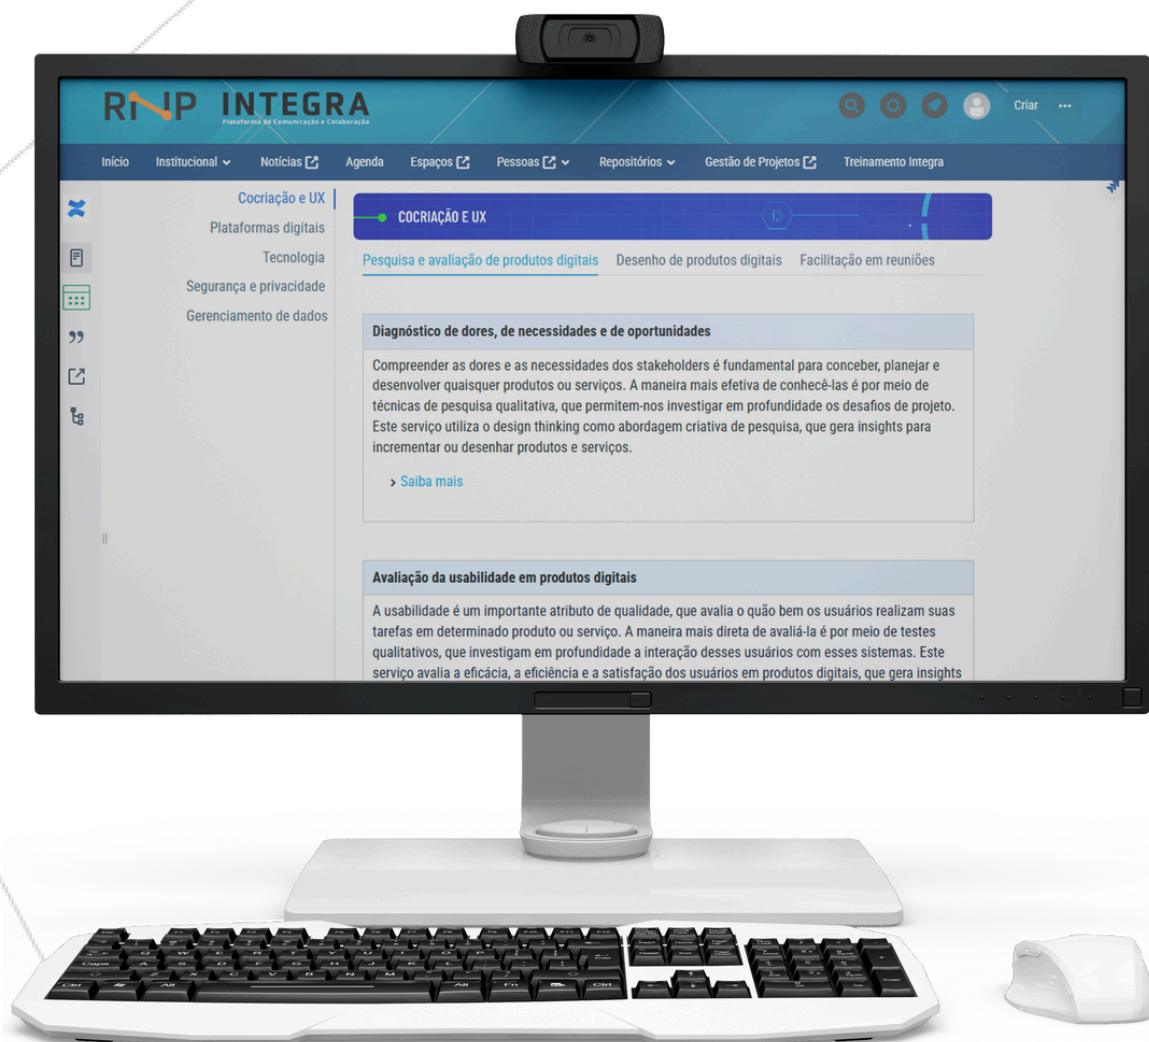 RNP INTEGRA
Plataforma de Comunicação e Colaboração
Criar
Início Institucional Notícias Agenda Espaços Pessoas Repositórios Gestão de Projetos Treinamento Integra
Cocriação e UX
Plataformas digitais
Tecnologia
Segurança e privacidade
Gerenciamento de dados
COCRIAÇÃO E UX
Pesquisa e avaliação de produtos digitais Desenho de produtos digitais Facilitação em reuniões
Diagnóstico de dores, de necessidades e de oportunidades
Compreender as dores e as necessidades dos stakeholders é fundamental para conceber, planejar e
desenvolver quaisquer produtos ou serviços. A maneira mais efetiva de conhecê-las é por meio de
técnicas de pesquisa qualitativa, que permitem-nos investigar em profundidade os desafios de projeto.
Este serviço utiliza o design thinking como abordagem criativa de pesquisa, que gera insights para
incrementar ou desenhar produtos e serviços.
Saiba mais
Avaliação da usabilidade em produtos digitais
A usabilidade é um importante atributo de qualidade, que avalia o quão bem os usuários realizam suas
tarefas em determinado produto ou serviço. A maneira mais direta de avaliá-la é por meio de testes
qualitativos, que investigam em profundidade a interação desses usuários com esses sistemas. Este
serviço avalia a eficácia, a eficiência e a satisfação dos usuários em produtos digitais, que gera insights
Caps
Ctrl Alt Alt Fn Ctrl